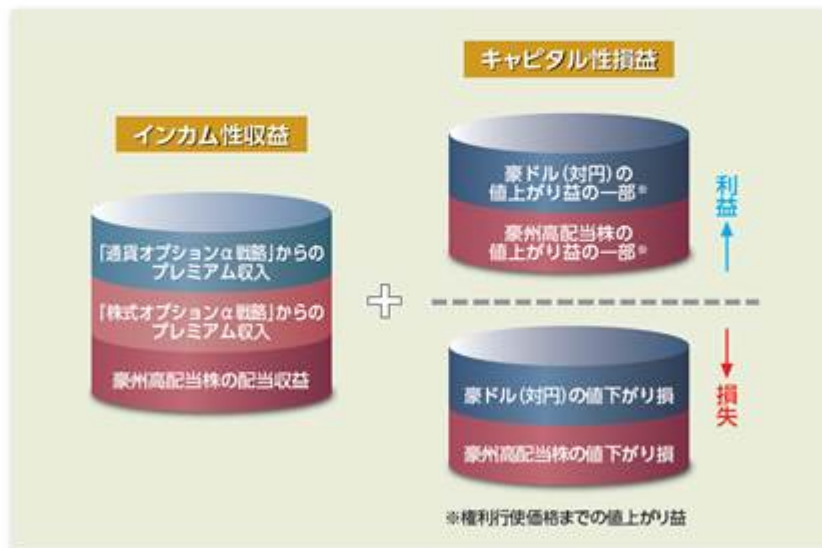 キャピタル性損益
インカム性収益
豪ドル(対円)の
値上がり益の一部※
豪州高配当株の
値上がり益の一部※
利益
「通貨オプションα戦略」からの
プレミアム収入
「株式オプションα戦略」からの
プレミアム収入
豪州高配当株の配当収益
+
豪ドル(対円)の値下がり損
豪州高配当株の値下がり損
損失
※権利行使価格までの値上がり益